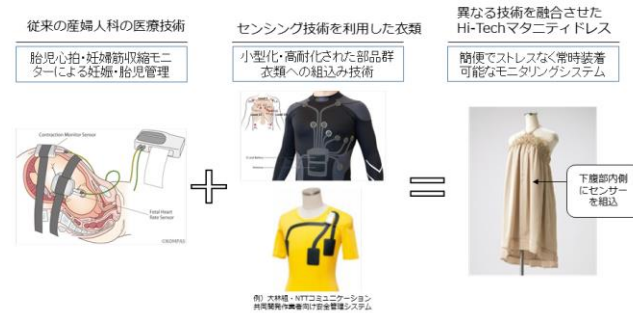 従来の産婦人科の医療技術
胎児心拍・妊婦筋収縮モニ
ターによる妊娠・胎児管理
Contraction Monitor Sensor
Fetal Heart
Rate Sensor
センシング技術を利用した衣類
小型化・高耐化された部品群
衣類への組込み技術
例）大林組・NTTコミュニケーション
共同開発作業者向け安全管理システム
異なる技術を融合させた
Hi-Techマタニティドレス
簡便でストレスなく常時装着
可能なモニタリングシステム
下腹部内側
にセンサー
を組込